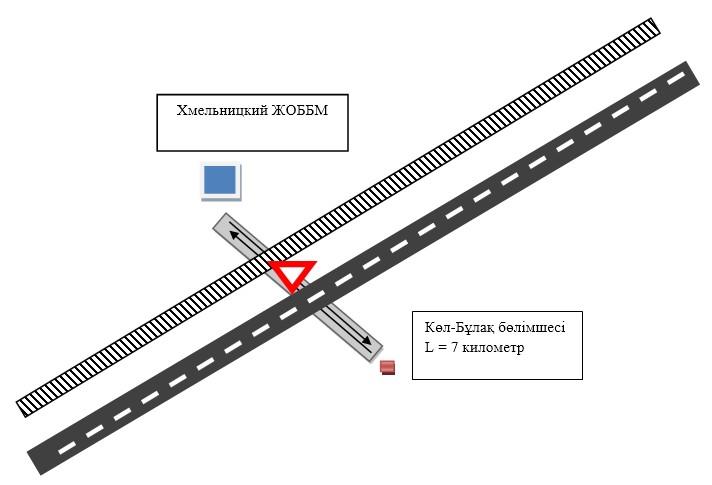 Хмельницкий ЖОББМ
Көл-Бұлақ бөлімшесі
L = 7 километр